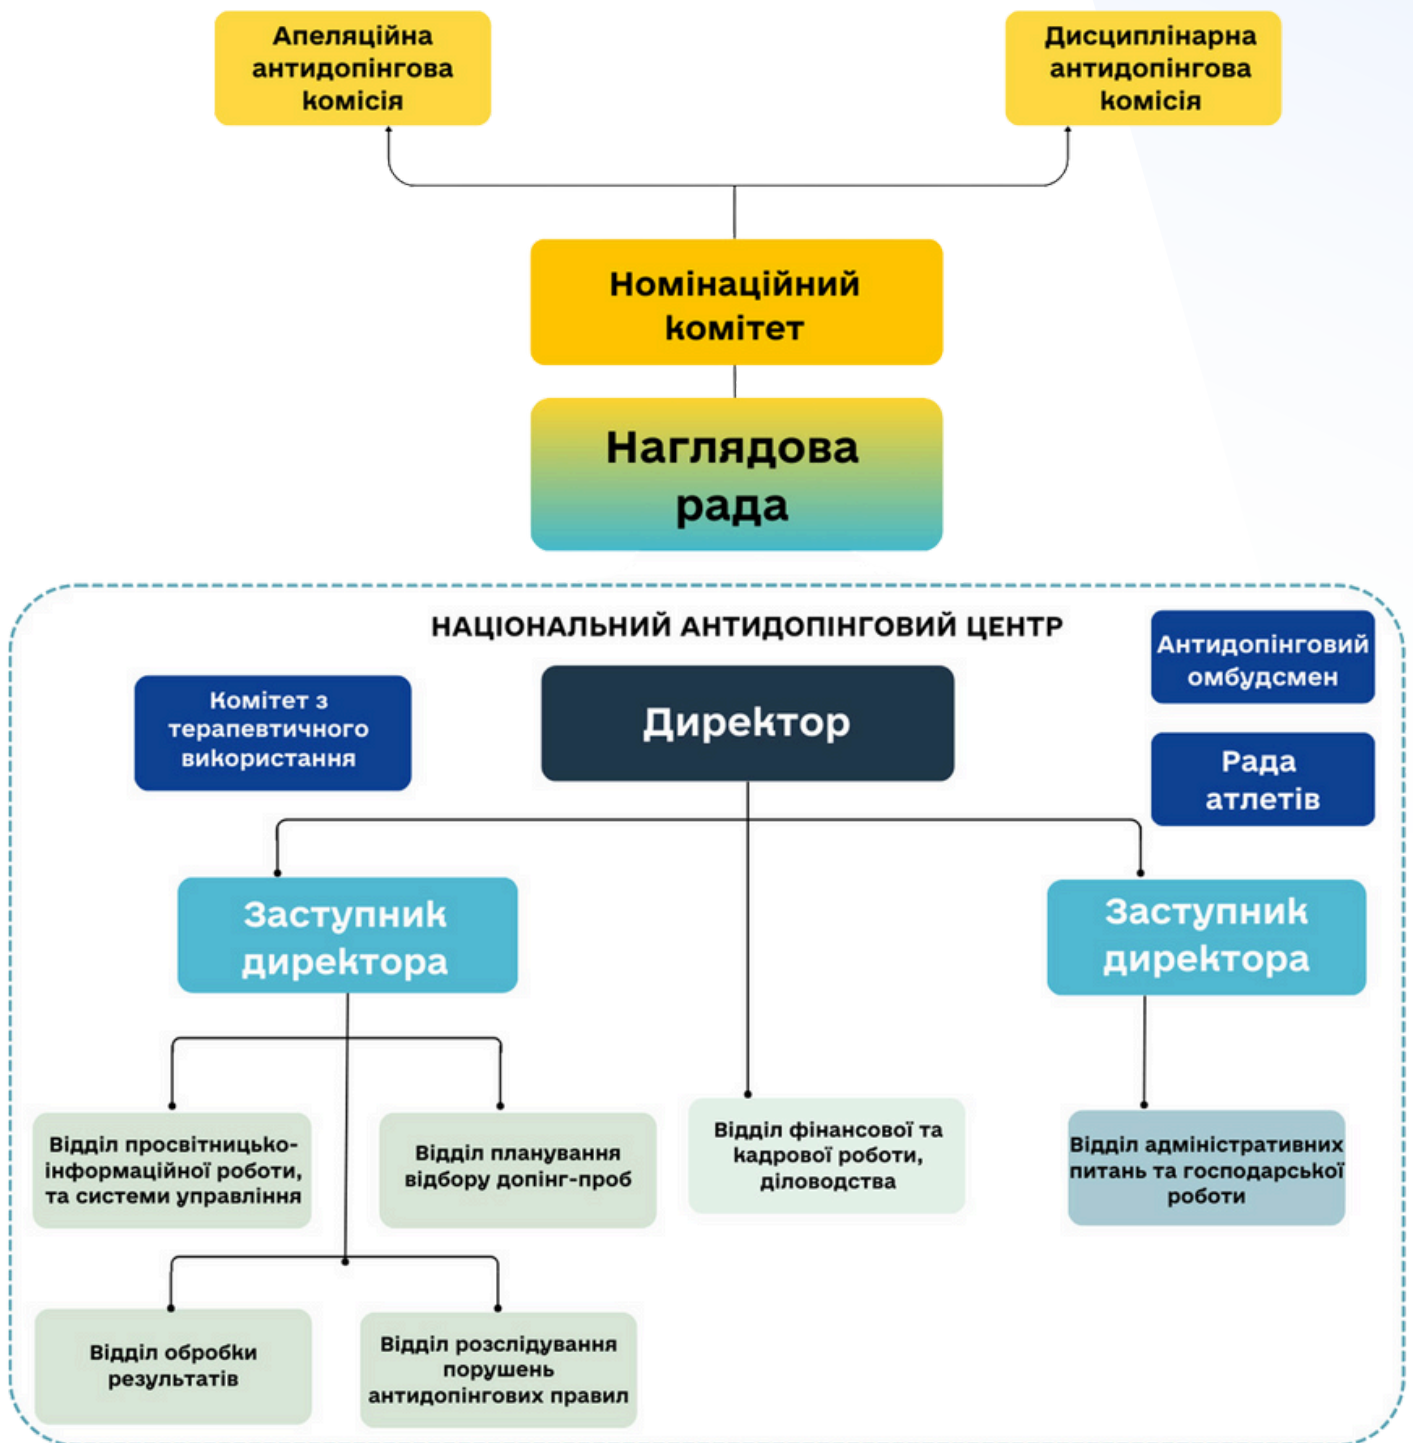 Апеляційна
антидопінгова
комісія
Дисциплінарна
антидопінгова
комісія
Номінаційний
комітет
Наглядова
рада
НАЦІОНАЛЬНИЙ АНТИДОПІНГОВИЙ ЦЕНТР
Антидопінговий
омбудсмен
Комітет з
терапевтичного
використання
Директор
Рада
атлетів
Заступник
директора
Заступник
директора
Відділ просвітницько-
інформаційної роботи,
та системи управління
Відділ планування
відбору допінг-проб
Відділ фінансової та
кадрової роботи,
діловодства
Відділ адміністративних
питань та господарської
роботи
Відділ обробки
результатів
Відділ розслідування
порушень
антидопінгових правил